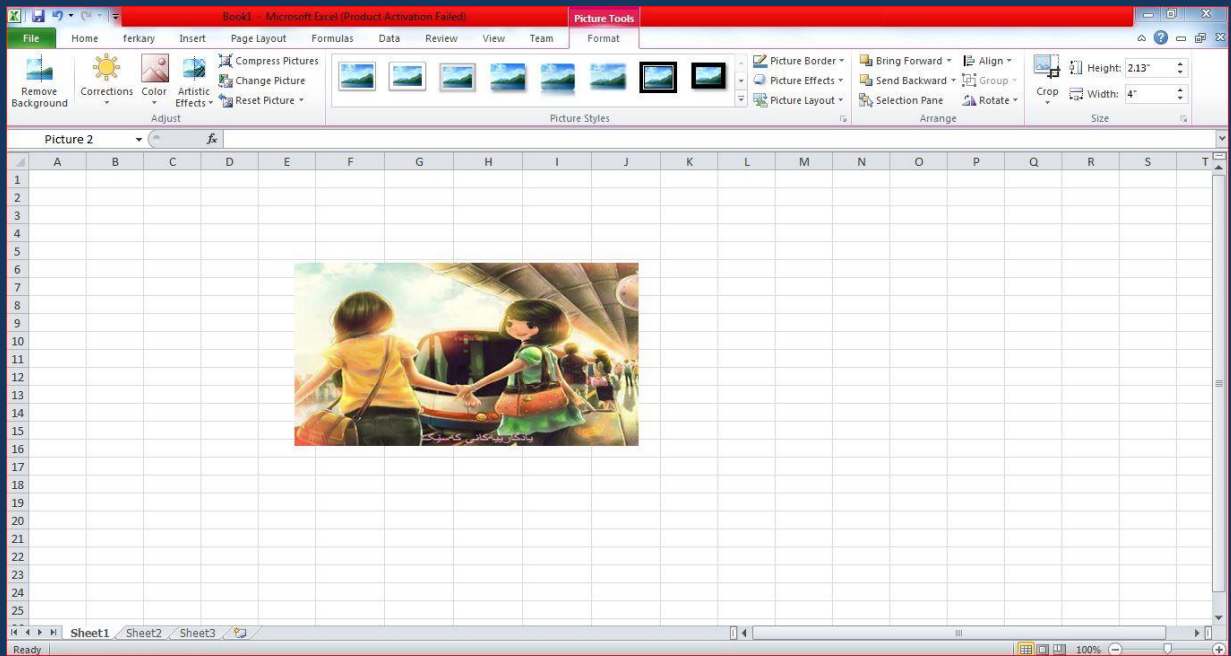 Book1 - Microsoft Excel (Product Activation Failed)
Picture Tools
File Home ferkary Insert Page Layout Formulas Data Review View Team Format
Remove Background
Corrections
Color
Artistic Effects
Compress Pictures
Change Picture
Reset Picture
Adjust
Picture Styles
Picture Border
Picture Effects
Picture Layout
Bring Forward
Send Backward
Selection Pane
Align
Group
Rotate
Arrange
Crop
Height: 2.13"
Width: 4"
Size
Picture 2 fx
A B C D E F G H I J K L M N O P Q R S T
1
2
3
4
5
6
7
8
9
10
11
12
13
14
15
16
17
18
19
20
21
22
23
24
25
یادگارییەکانی کەسێک
Sheet1 Sheet2 Sheet3
Ready 100%